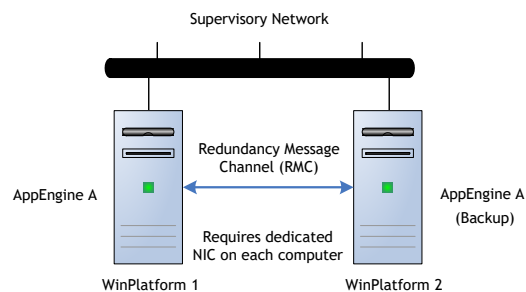 Supervisory Network
Redundancy Message
Channel (RMC)
AppEngine A
AppEngine A
(Backup)
Requires dedicated
NIC on each computer
WinPlatform 1
WinPlatform 2